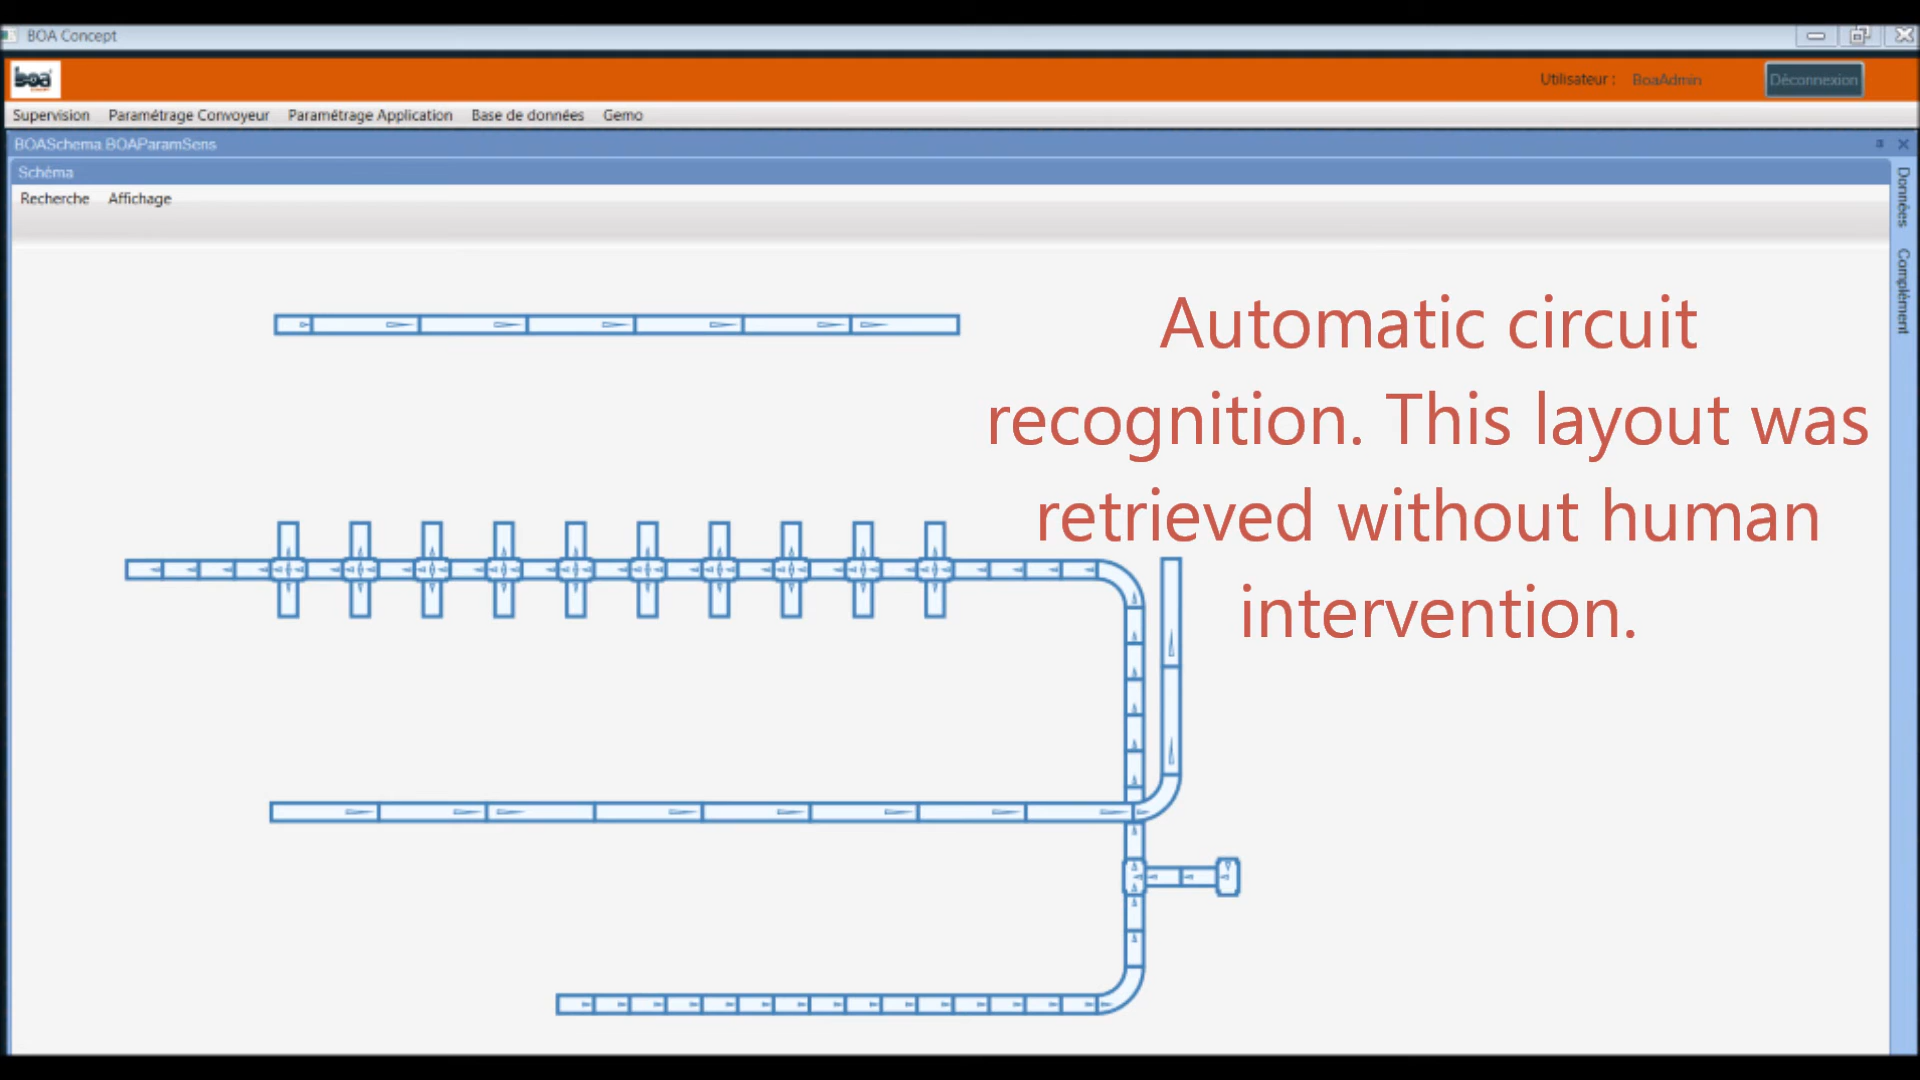 BOA Concept
boa
Utilisateur : BoaAdmin Déconnexion
Supervision Paramétrage Convoyeur Paramétrage Application Base de données Gemo
BOASchema.BOAParamSens
Schéma
Recherche Affichage
Données
Complément
Automatic circuit
recognition. This layout was
retrieved without human
intervention.